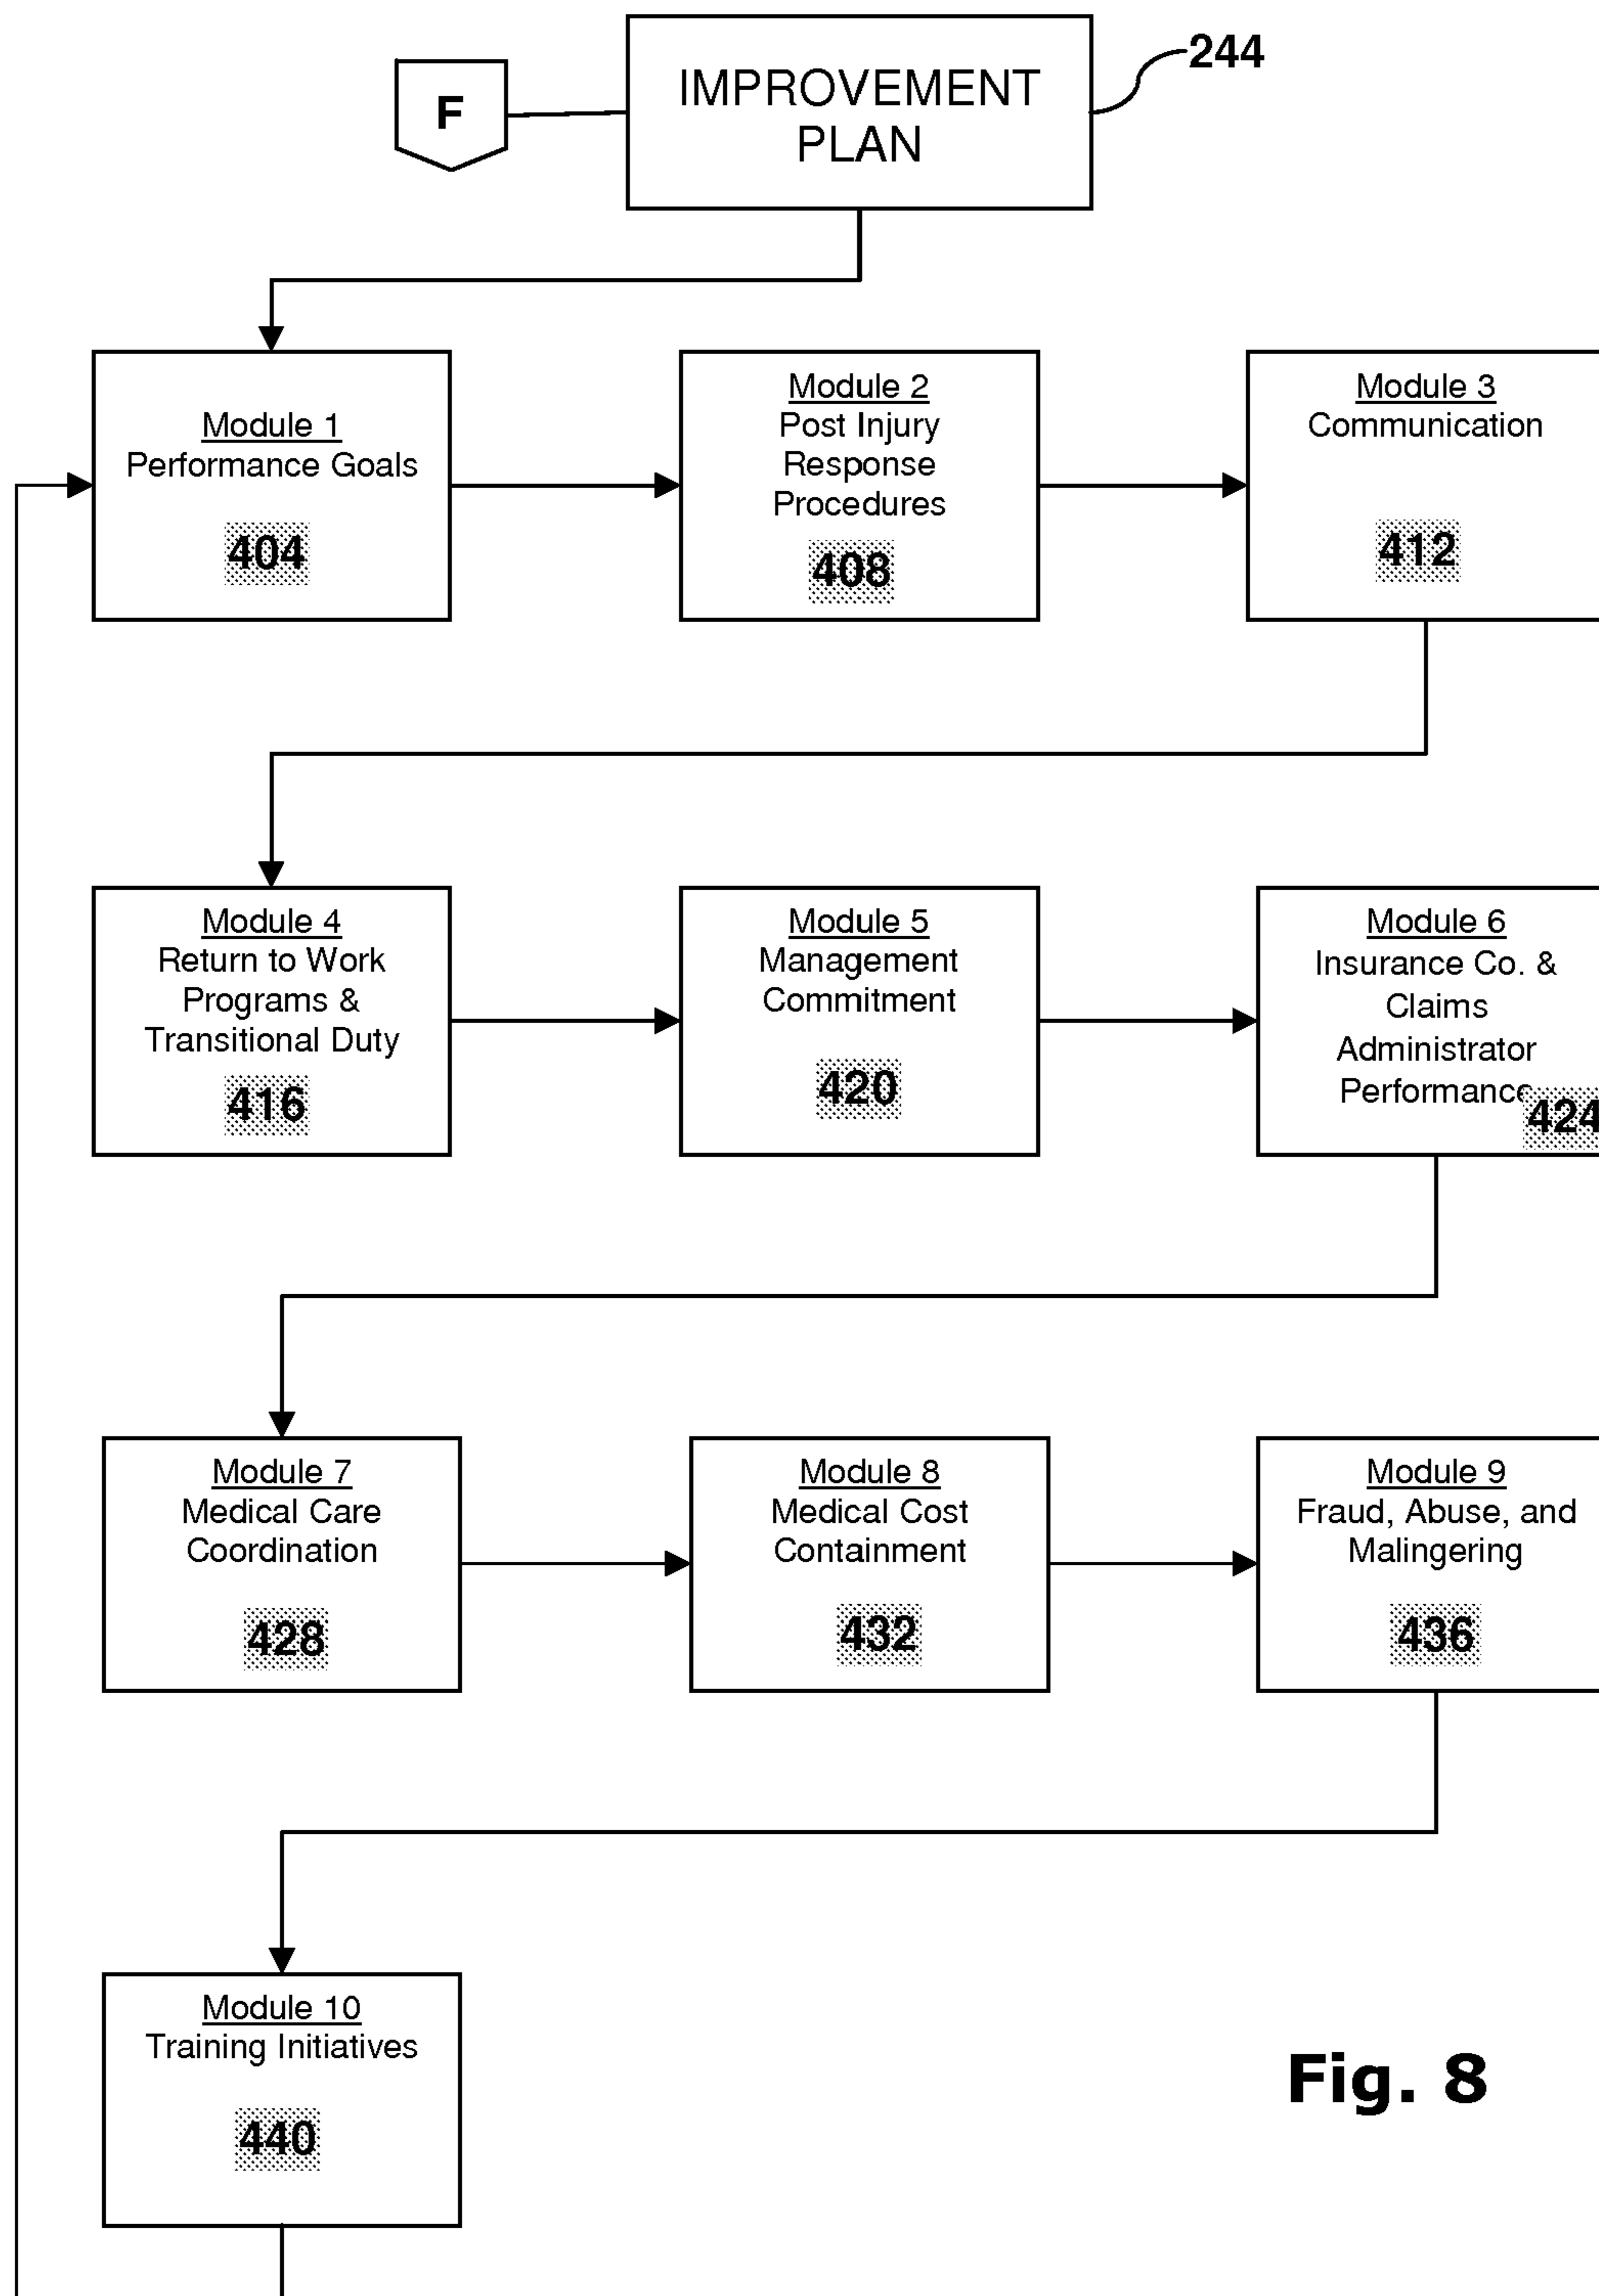 F
IMPROVEMENT
PLAN
244
Module 1
Performance Goals
404
Module 2
Post Injury
Response
Procedures
408
Module 3
Communication
412
Module 4
Return to Work
Programs &
Transitional Duty
416
Module 5
Management
Commitment
420
Module 6
Insurance Co. &
Claims
Administrator
Performance
424
Module 7
Medical Care
Coordination
428
Module 8
Medical Cost
Containment
432
Module 9
Fraud, Abuse, and
Malingering
436
Module 10
Training Initiatives
440
Fig. 8